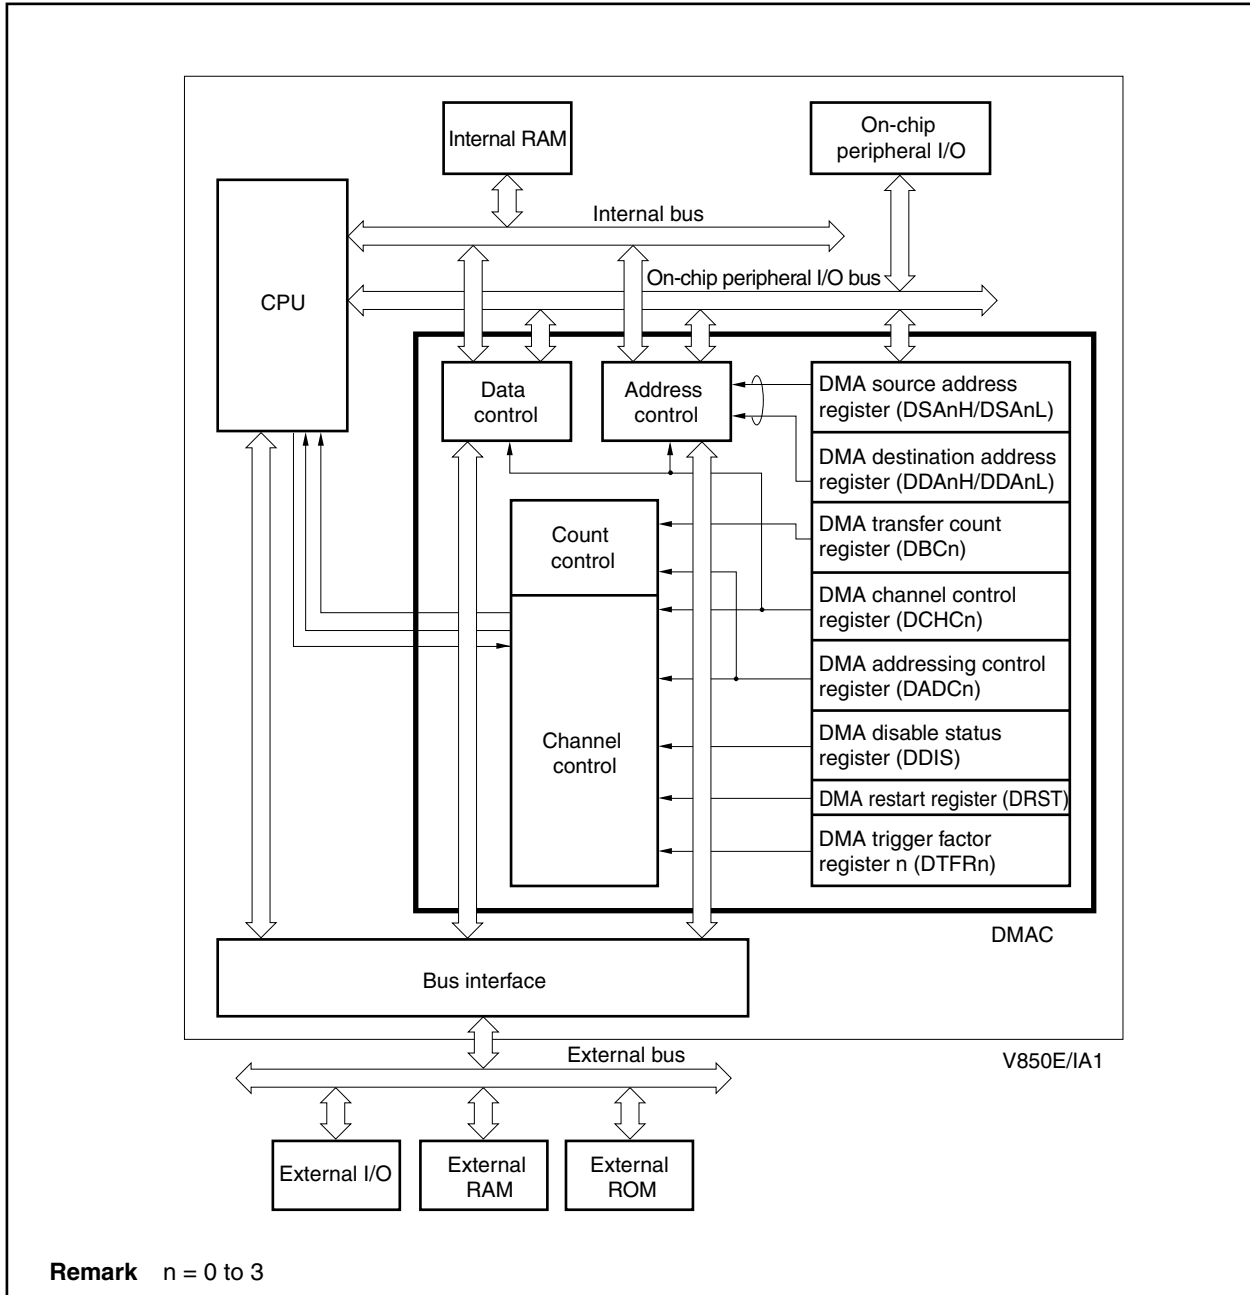 Internal RAM
On-chip
peripheral I/O
Internal bus
On-chip peripheral I/O bus
CPU
Data
control
Address
control
DMA source address
register (DSAnH/DSAnL)
DMA destination address
register (DDAnH/DDAnL)
DMA transfer count
register (DBCn)
DMA channel control
register (DCHCn)
DMA addressing control
register (DADCn)
DMA disable status
register (DDIS)
DMA restart register (DRST)
DMA trigger factor
register n (DTFRn)
Count
control
Channel
control
DMAC
Bus interface
V850E/IA1
External bus
External I/O
External
RAM
External
ROM
Remark n = 0 to 3